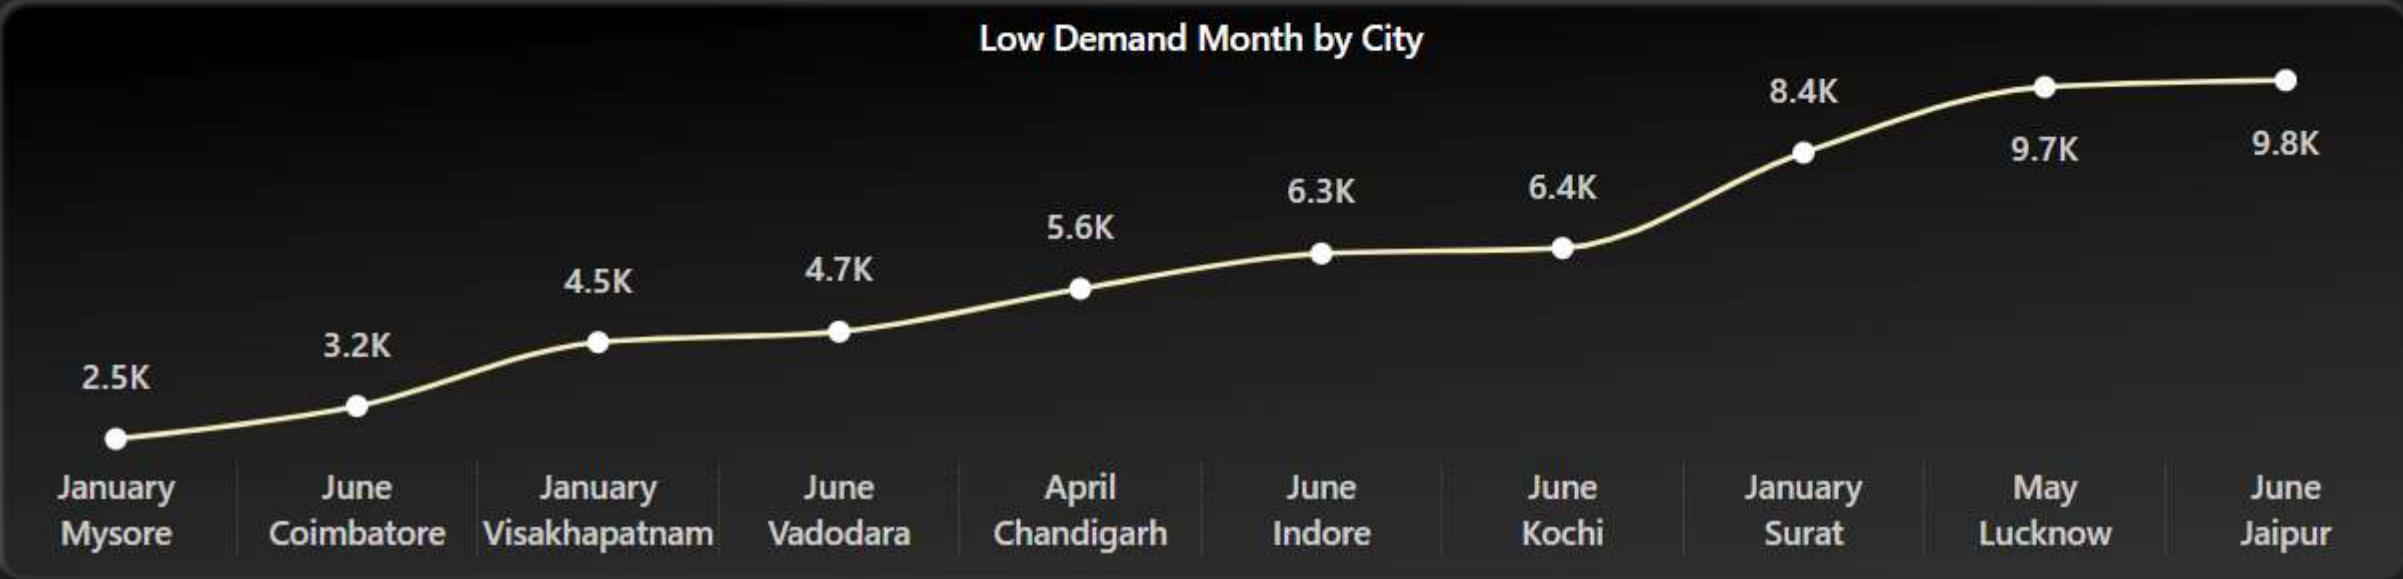 Low Demand Month by City
2.5K
3.2K
4.5K
4.7K
5.6K
6.3K
6.4K
8.4K
9.7K
9.8K
January June January June April June June January May June
Mysore Coimbatore Visakhapatnam Vadodara Chandigarh Indore Kochi Surat Lucknow Jaipur